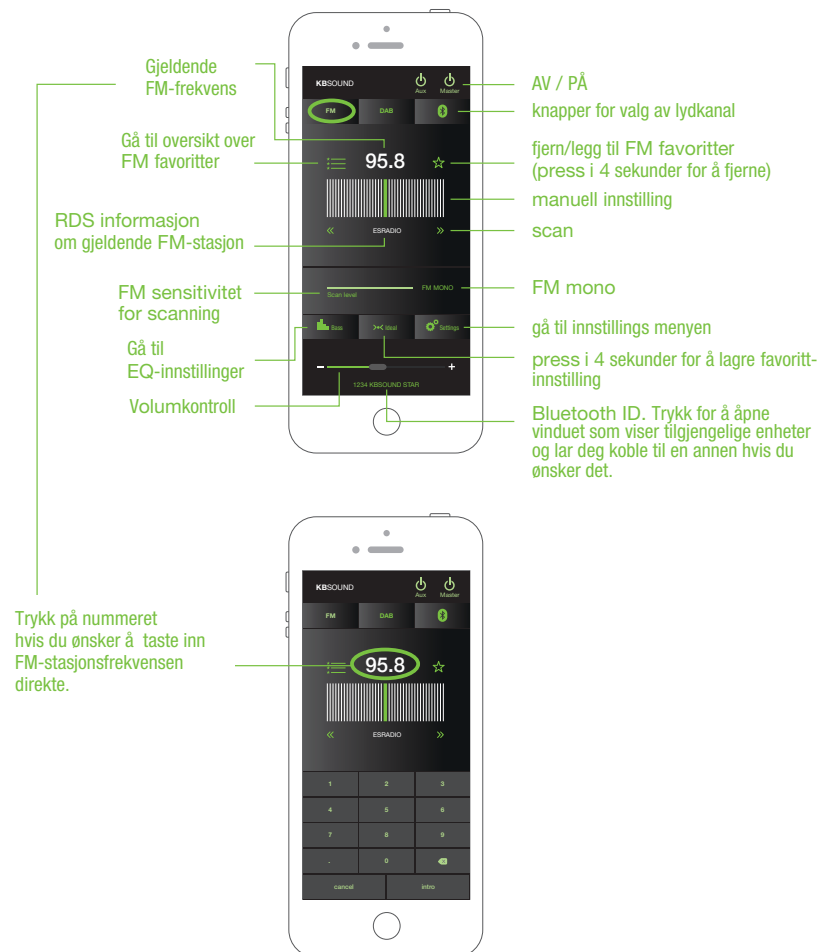 Gjeldende
FM-frekvens
Gå til oversikt over
FM favoritter
RDS informasjon
om gjeldende FM-stasjon
FM sensitivitet
for scanning
Gå til
EQ-innstillinger
Volumkontroll
KBSOUND
Aux
Master
FM
DAB
95.8
ESRADIO
Scan level
FM MONO
Bass
Ideal
Settings
- +
1234 KBSOUND STAR
AV / PÅ
knapper for valg av lydkanal
fjern/legg til FM favoritter
(press i 4 sekunder for å fjerne)
manuell innstilling
scan
FM mono
gå til innstillings menyen
press i 4 sekunder for å lagre favoritt-
innstilling
Bluetooth ID. Trykk for å åpne
vinduet som viser tilgjengelige enheter
og lar deg koble til en annen hvis du
ønsker det.
Trykk på nummeret
hvis du ønsker å taste inn
FM-stasjonsfrekvensen
direkte.
KBSOUND
Aux
Master
FM
DAB
95.8
ESRADIO
1 2 3
4 5 6
7 8 9
. 0
cancel intro